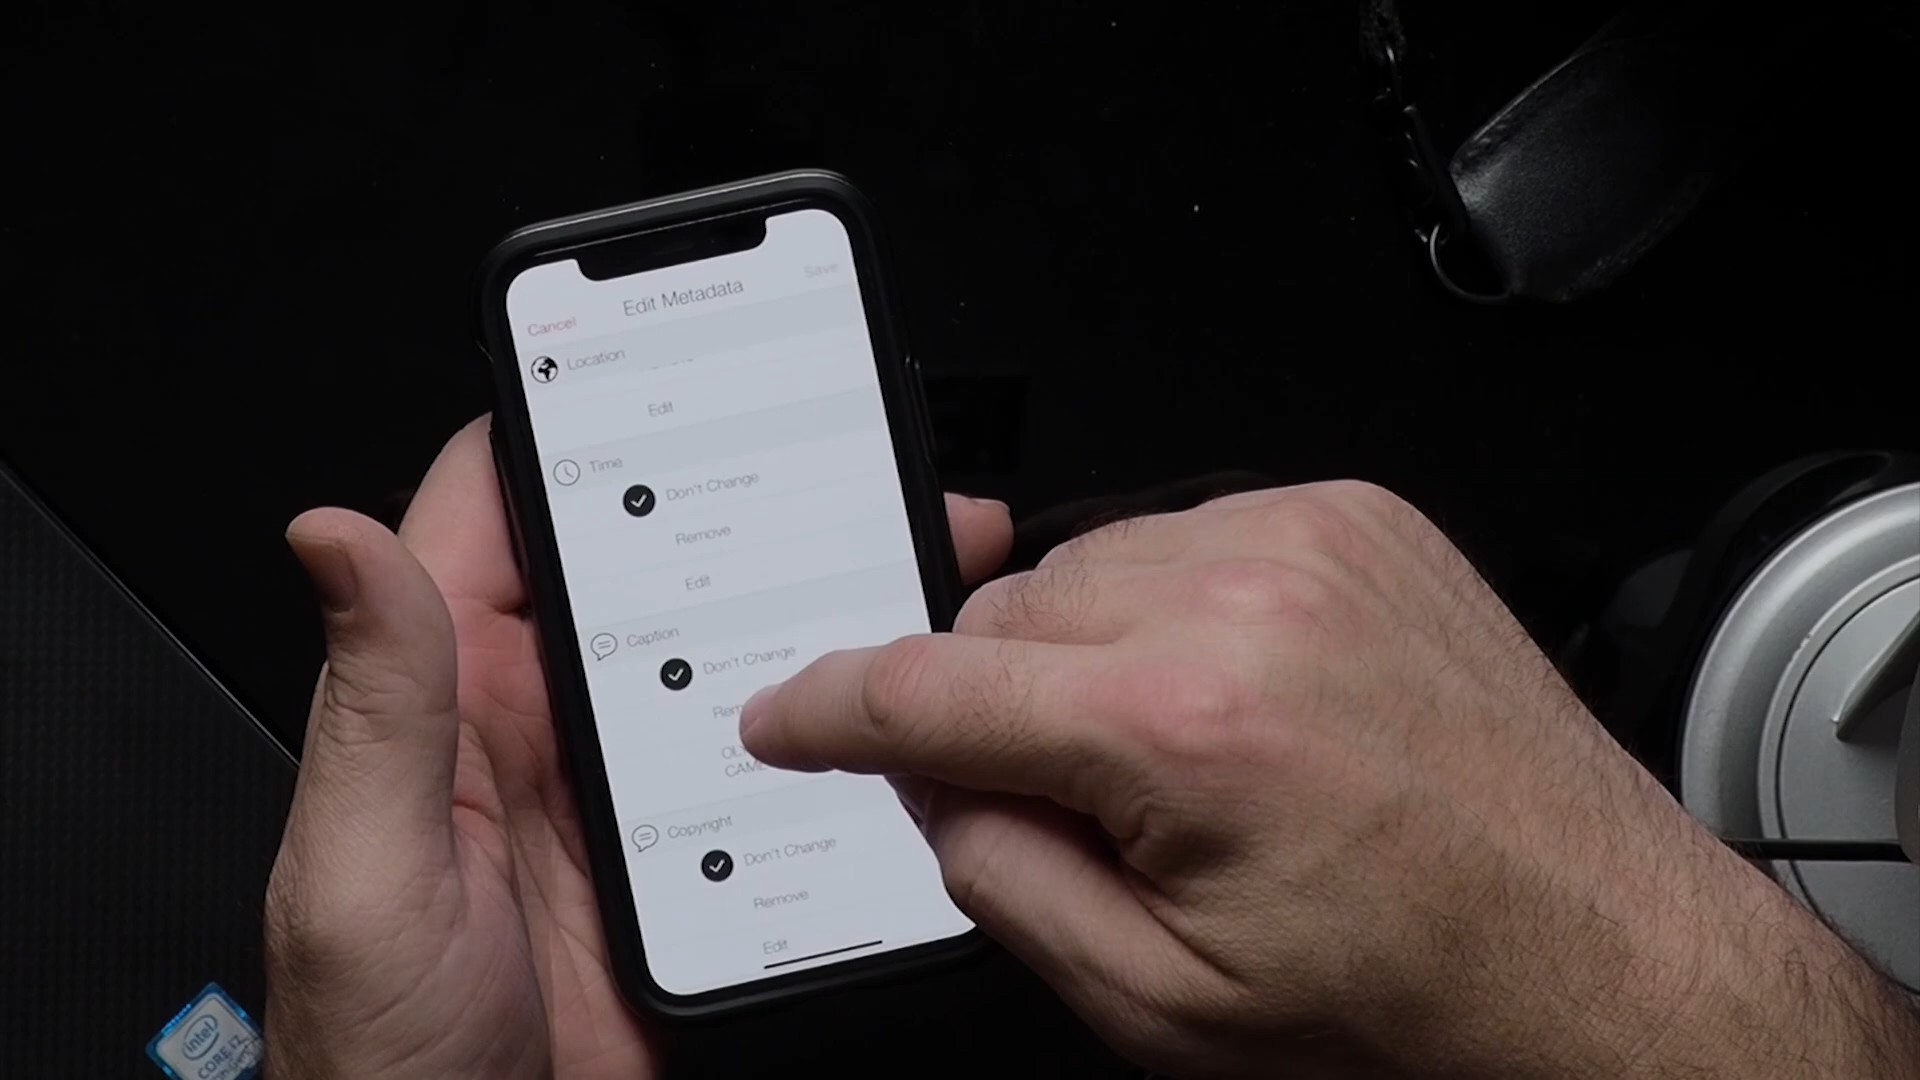 Save
Edit Metadata
Cancel
Location
Edit
Time
Don't Change
Remove
Edit
Caption
Don't Change
Copyright
Don't Change
Remove
Edit
intel
CORE i7